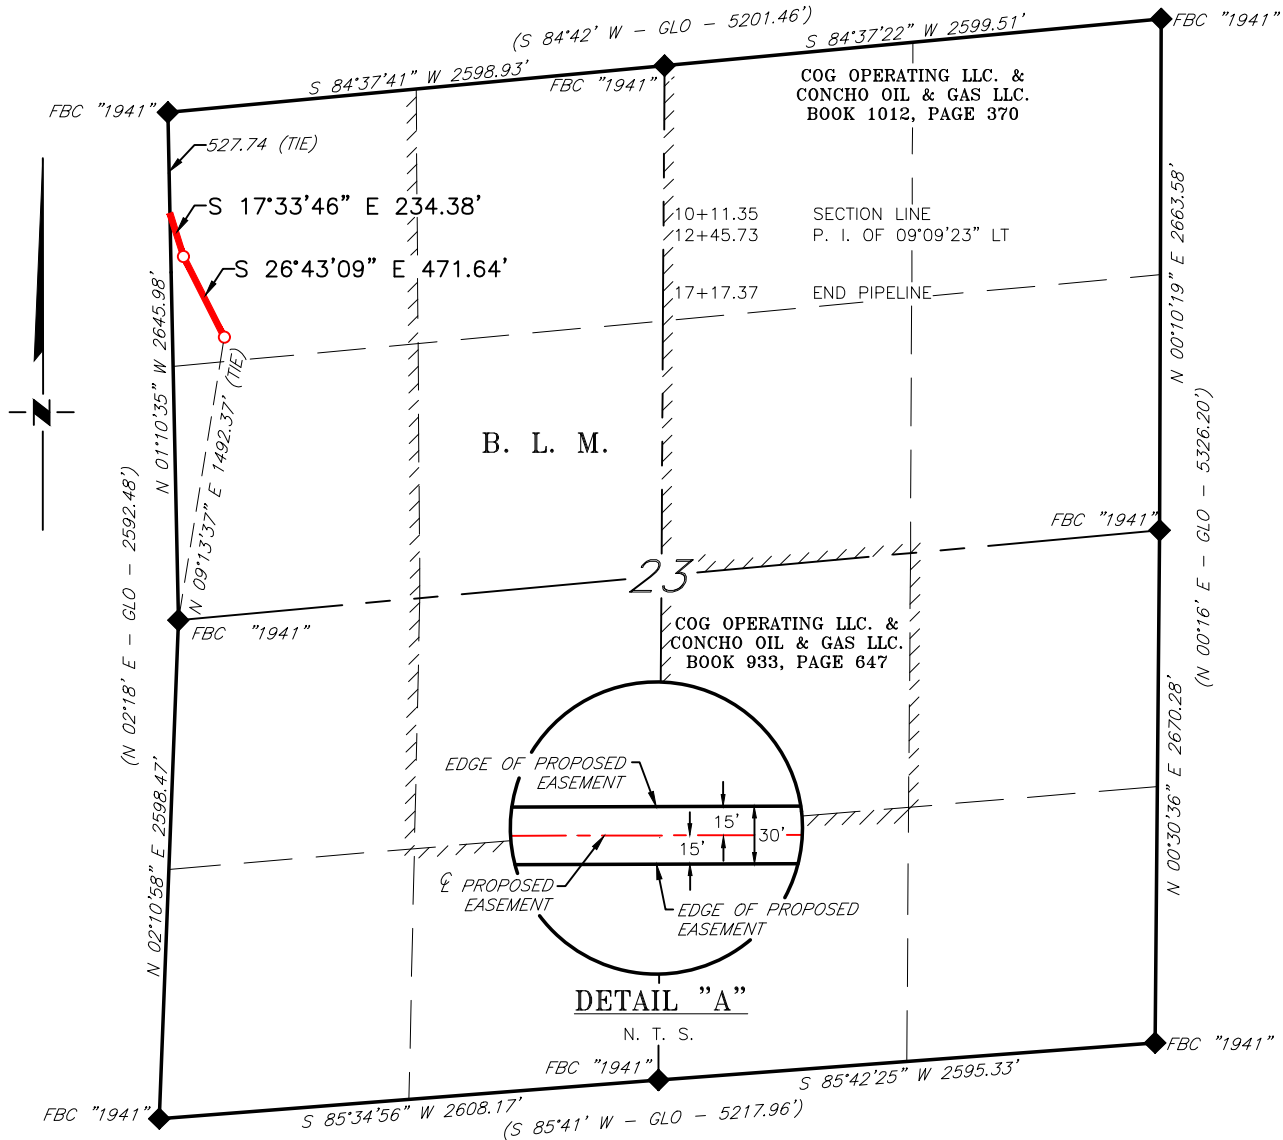 (S 84°42' W - GLO - 5201.46')
S 84°37'41" W 2598.93'
S 84°37'22" W 2599.51'
FBC "1941"
FBC "1941"
FBC "1941"
COG OPERATING LLC. &
CONCHO OIL & GAS LLC.
BOOK 1012, PAGE 370
527.74 (TIE)
S 17°33'46" E 234.38'
S 26°43'09" E 471.64'
10+11.35 SECTION LINE
12+45.73 P. I. OF 09°09'23" LT
17+17.37 END PIPELINE
N 01°10'35" W 2645.98'
N 09°13'37" E 1492.37' (TIE)
N 00°10'19" E 2663.58'
N
B. L. M.
(N 02°18' E - GLO - 2592.48')
(N 00°16' E - GLO - 5326.20')
FBC "1941"
23
FBC "1941"
COG OPERATING LLC. &
CONCHO OIL & GAS LLC.
BOOK 933, PAGE 647
N 02°10'58" E 2598.47'
N 00°30'36" E 2670.28'
EDGE OF PROPOSED
EASEMENT
15'
30'
15'
℄ PROPOSED
EASEMENT
EDGE OF PROPOSED
EASEMENT
DETAIL "A"
N. T. S.
FBC "1941"
FBC "1941"
FBC "1941"
S 85°34'56" W 2608.17'
S 85°42'25" W 2595.33'
(S 85°41' W - GLO - 5217.96')